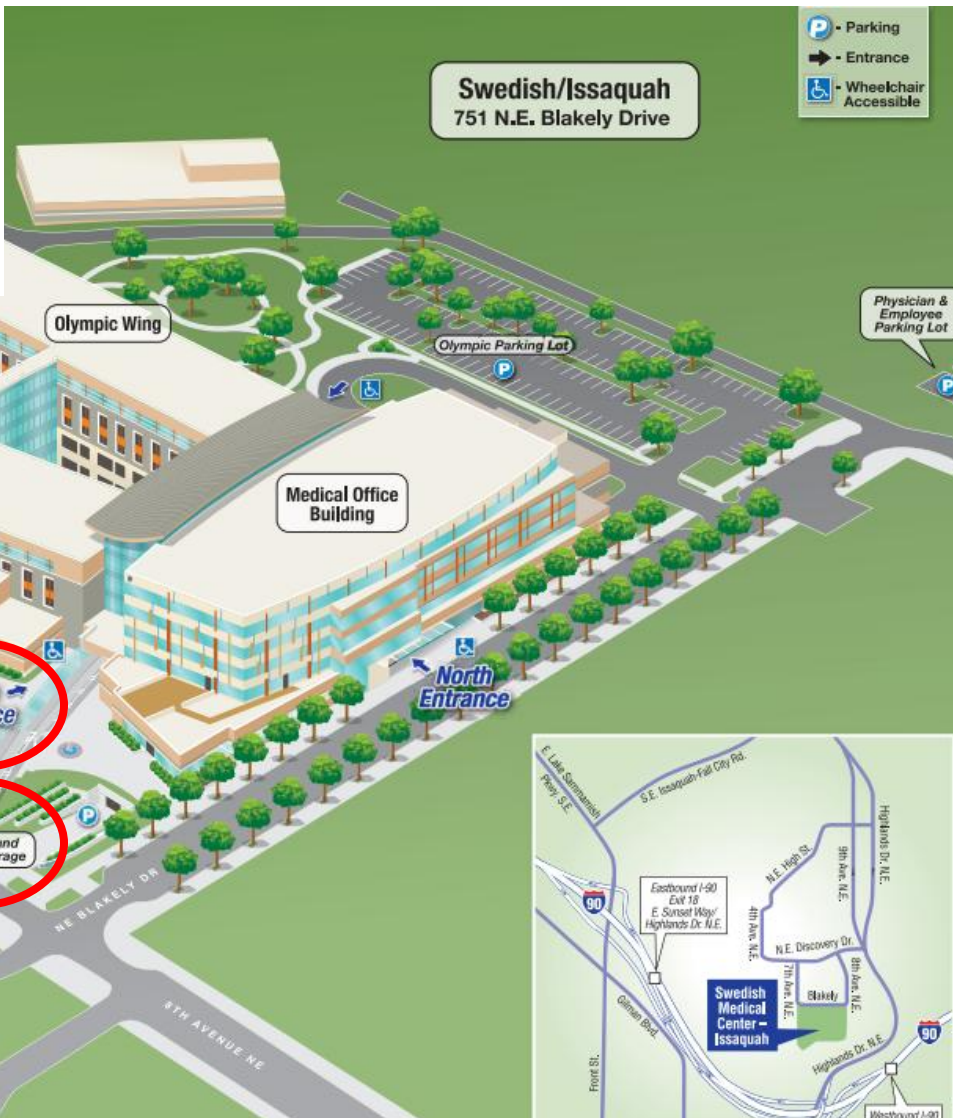 P - Parking
- Entrance
- Wheelchair
Accessible
Swedish/Issaquah
751 N.E. Blakely Drive
Physician &
Employee
Parking Lot
P
Olympic Wing
Olympic Parking Lot
P
Medical Office
Building
North
Entrance
P
NE BLAKELY DR
8TH AVENUE NE
E. Lake Sammamish
Pkwy. S.E.
S.E. Issaquah-Fall City Rd.
Highlands Dr. N.E.
9th Ave. N.E.
N.E. High St.
4th Ave. N.E.
Eastbound I-90
Exit 18
E. Sunset Way/
Highlands Dr. N.E.
90
N.E. Discovery Dr.
7th Ave. N.E.
8th Ave. N.E.
Blakely
Swedish
Medical
Center–
Issaquah
Gilman Blvd.
Front St.
Highlands Dr. N.E.
90
Westbound I-90